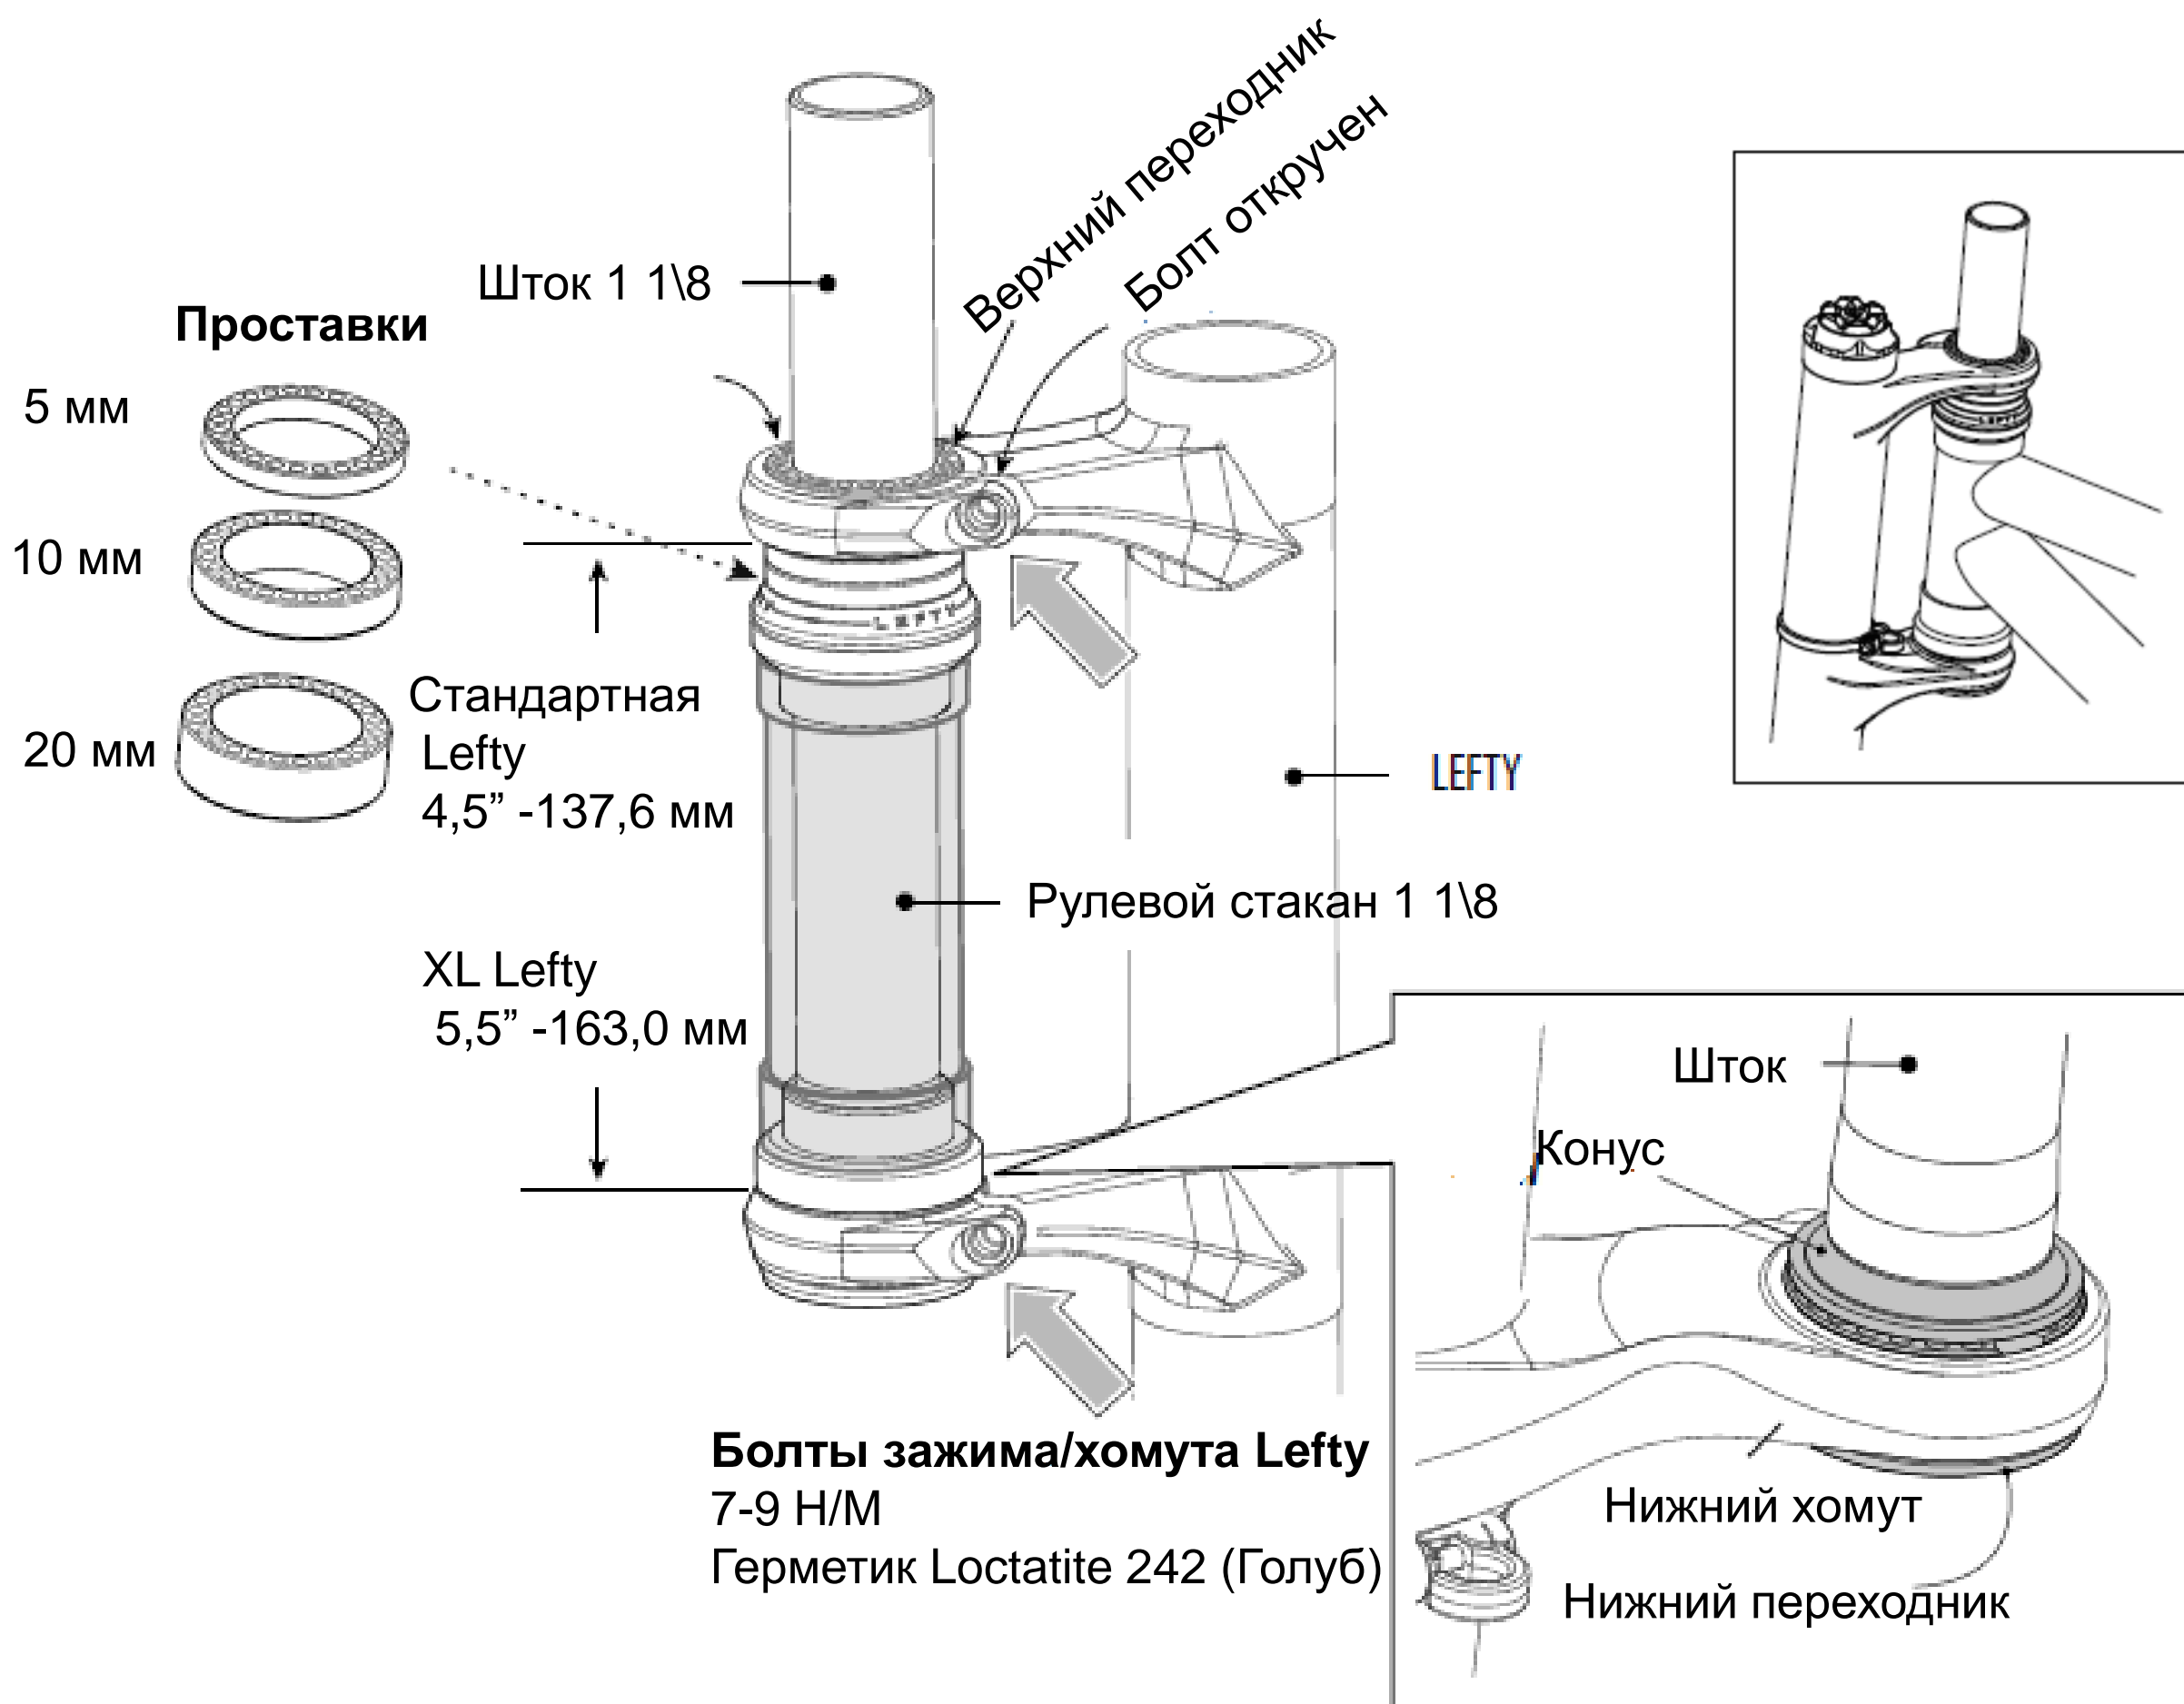 Верхний переходник
Болт откручен
Шток 1 1\8
Проставки
5 мм
10 мм
20 мм
LEFTY
Стандартная
Lefty
4,5” -137,6 мм
LEFTY
Рулевой стакан 1 1\8
XL Lefty
5,5” -163,0 мм
Шток
Конус
Болты зажима/хомута Lefty
7-9 Н/М
Герметик Loctatite 242 (Голуб)
Нижний хомут
Нижний переходник
LEFTY